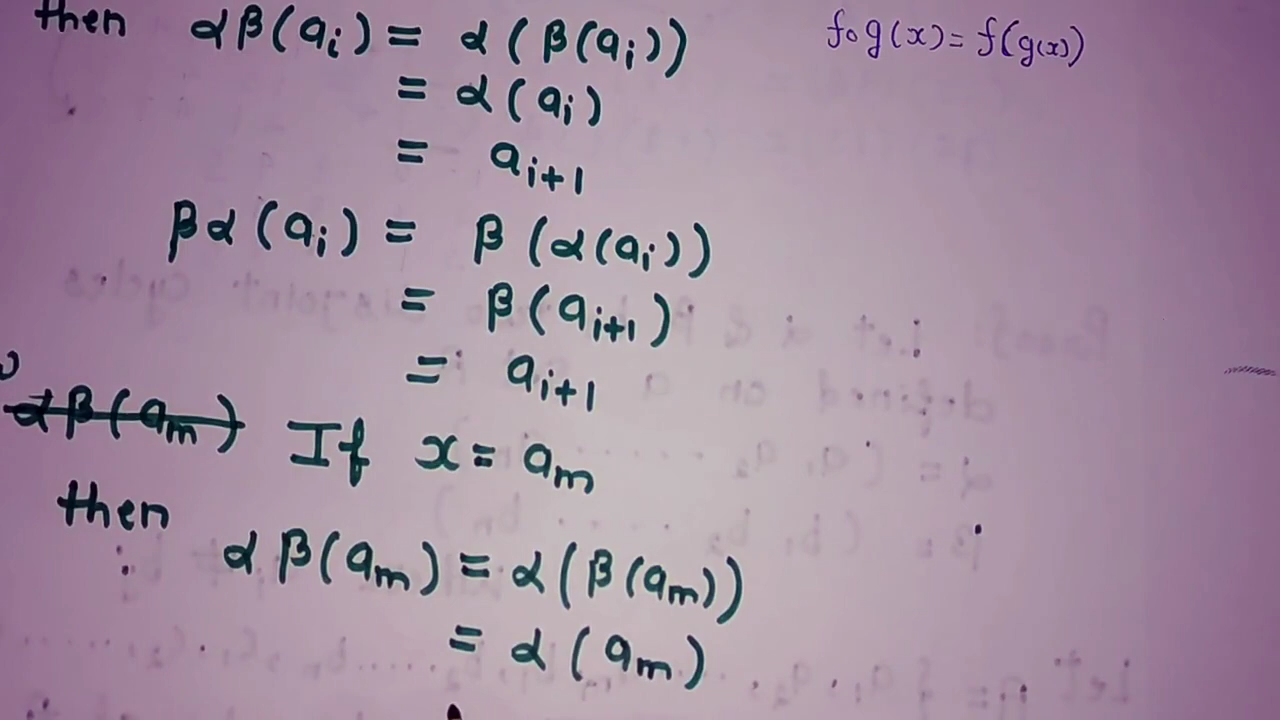 then αβ(aᵢ) = α(β(aᵢ)) fog(x) = f(g(x))
= α(aᵢ)
= aᵢ₊₁
βα(aᵢ) = β(α(aᵢ))
= β(aᵢ₊₁)
= aᵢ₊₁
αβ(aₘ) If x = aₘ
then
αβ(aₘ) = α(β(aₘ))
= α(aₘ)